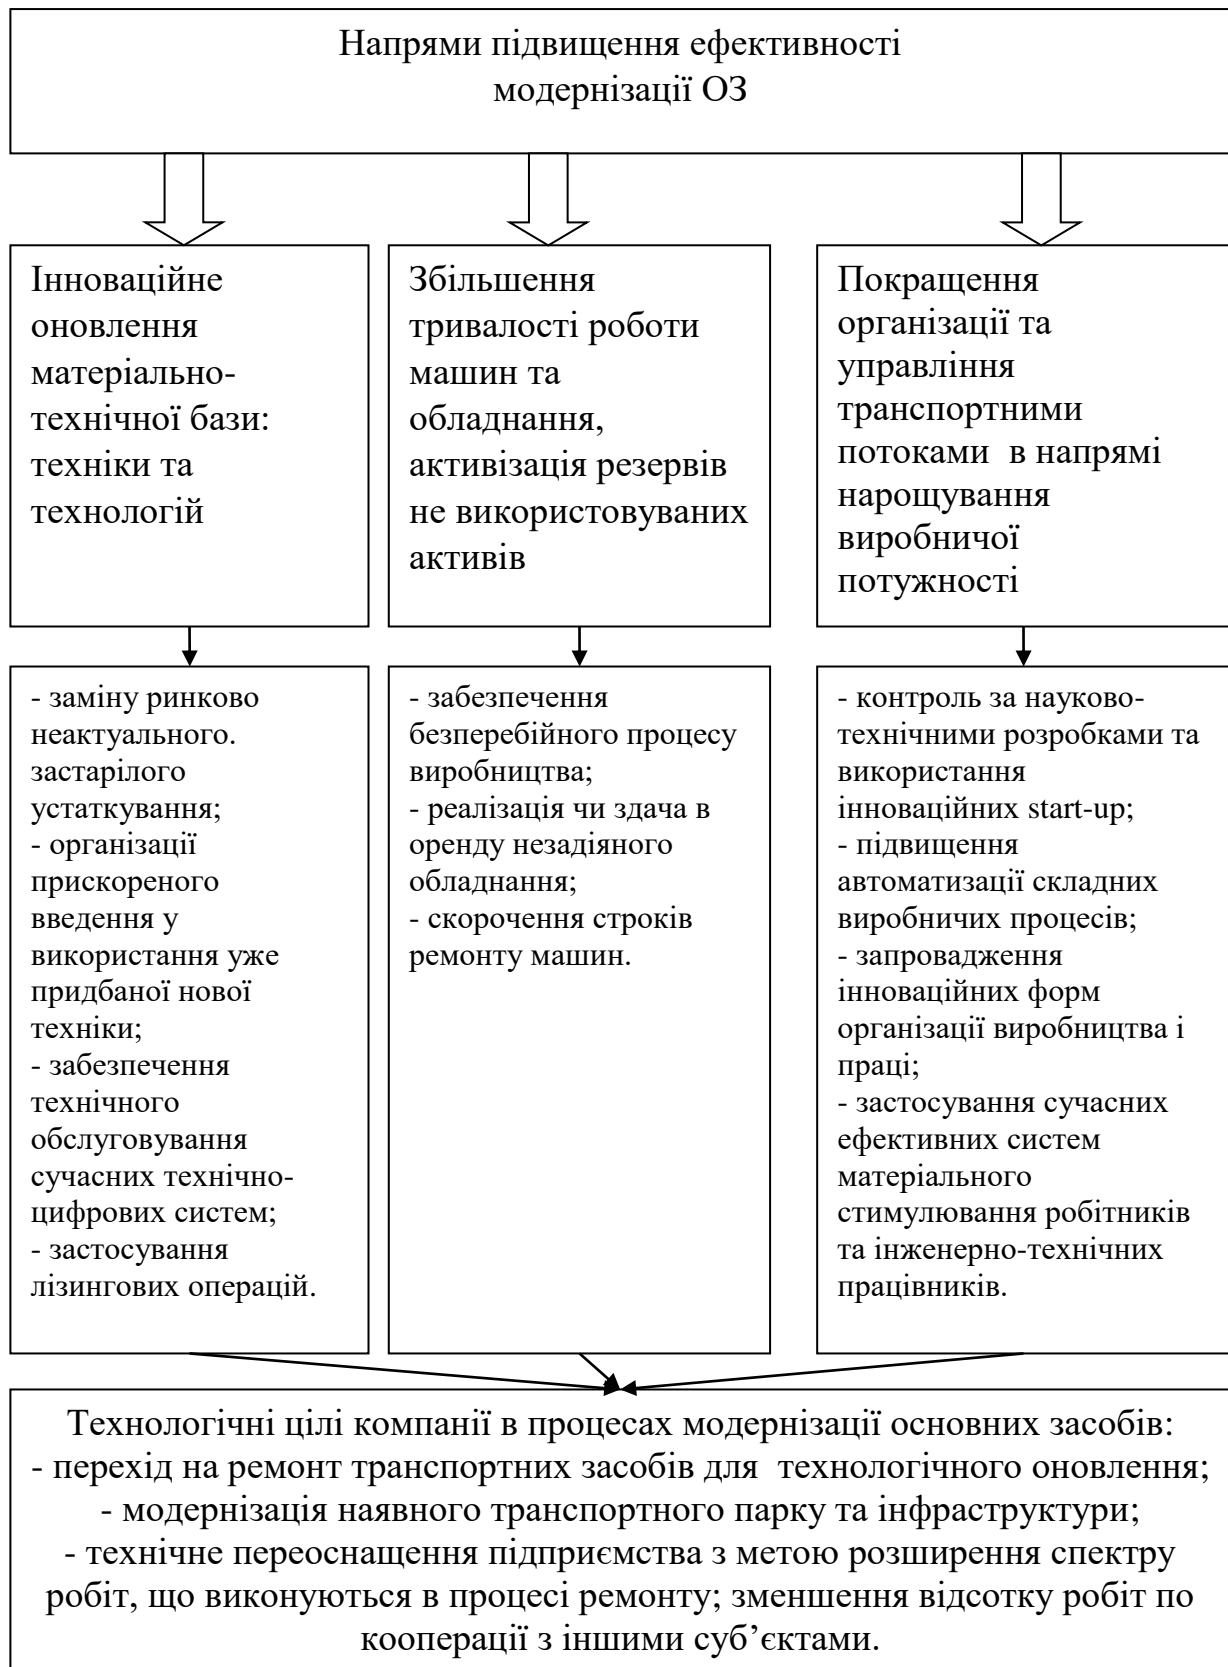 Напрями підвищення ефективності
модернізації ОЗ
Інноваційне
оновлення
матеріально-
технічної бази:
техніки та
технологій
Збільшення
тривалості роботи
машин та
обладнання,
активізація резервів
не використовуваних
активів
Покращення
організації та
управління
транспортними
потоками  в напрямі
нарощування
виробничої
потужності
- заміну ринково
неактуального.
застарілого
устаткування;
- організації
прискореного
введення у
використання уже
придбаної нової
техніки;
- забезпечення
технічного
обслуговування
сучасних технічно-
цифрових систем;
- застосування
лізингових операцій.
- забезпечення
безперебійного процесу
виробництва;
- реалізація чи здача в
оренду незадіяного
обладнання;
- скорочення строків
ремонту машин.
- контроль за науково-
технічними розробками та
використання
інноваційних start-up;
- підвищення
автоматизації складних
виробничих процесів;
- запровадження
інноваційних форм
організації виробництва і
праці;
- застосування сучасних
ефективних систем
матеріального
стимулювання робітників
та інженерно-технічних
працівників.
Технологічні цілі компанії в процесах модернізації основних засобів:
- перехід на ремонт транспортних засобів для  технологічного оновлення;
- модернізація наявного транспортного парку та інфраструктури;
- технічне переоснащення підприємства з метою розширення спектру
робіт, що виконуються в процесі ремонту; зменшення відсотку робіт по
кооперації з іншими суб’єктами.